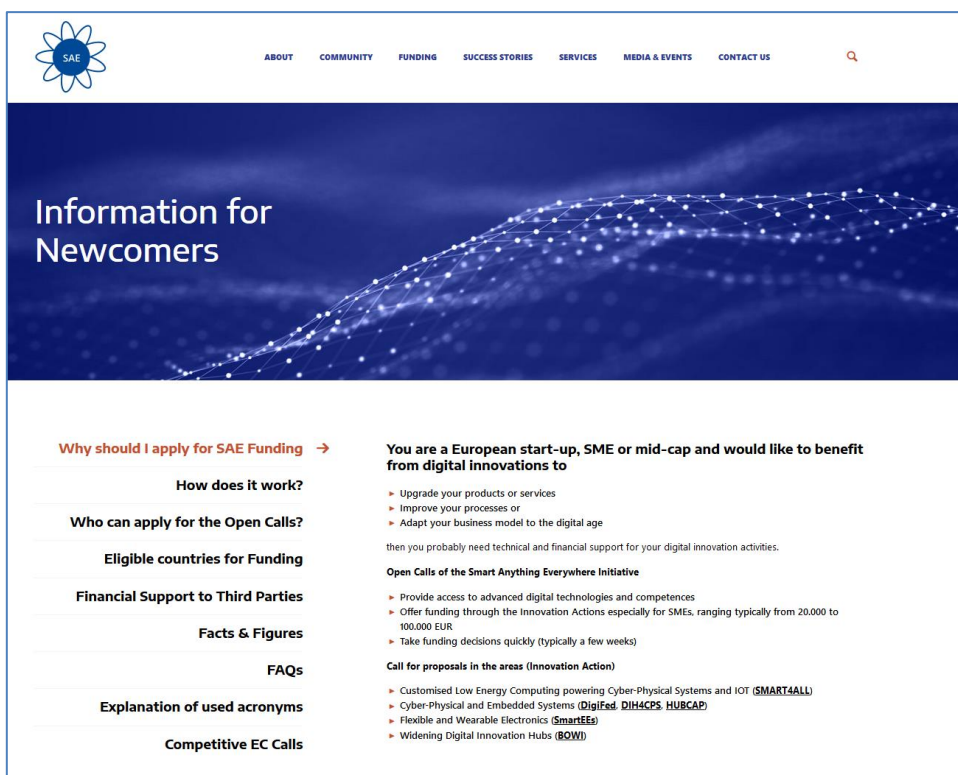 SAE
ABOUT COMMUNITY FUNDING SUCCESS STORIES SERVICES MEDIA & EVENTS CONTACT US
Information for
Newcomers
Why should I apply for SAE Funding →
How does it work?
Who can apply for the Open Calls?
Eligible countries for Funding
Financial Support to Third Parties
Facts & Figures
FAQs
Explanation of used acronyms
Competitive EC Calls
You are a European start-up, SME or mid-cap and would like to benefit
from digital innovations to
► Upgrade your products or services
► Improve your processes or
► Adapt your business model to the digital age
then you probably need technical and financial support for your digital innovation activities.
Open Calls of the Smart Anything Everywhere Initiative
► Provide access to advanced digital technologies and competences
► Offer funding through the Innovation Actions especially for SMEs, ranging typically from 20.000 to
100.000 EUR
► Take funding decisions quickly (typically a few weeks)
Call for proposals in the areas (Innovation Action)
► Customised Low Energy Computing powering Cyber-Physical Systems and IOT (SMART4ALL)
► Cyber-Physical and Embedded Systems (DigiFed, DIH4CPS, HUBCAP)
► Flexible and Wearable Electronics (SmartEEs)
► Widening Digital Innovation Hubs (BOWI)